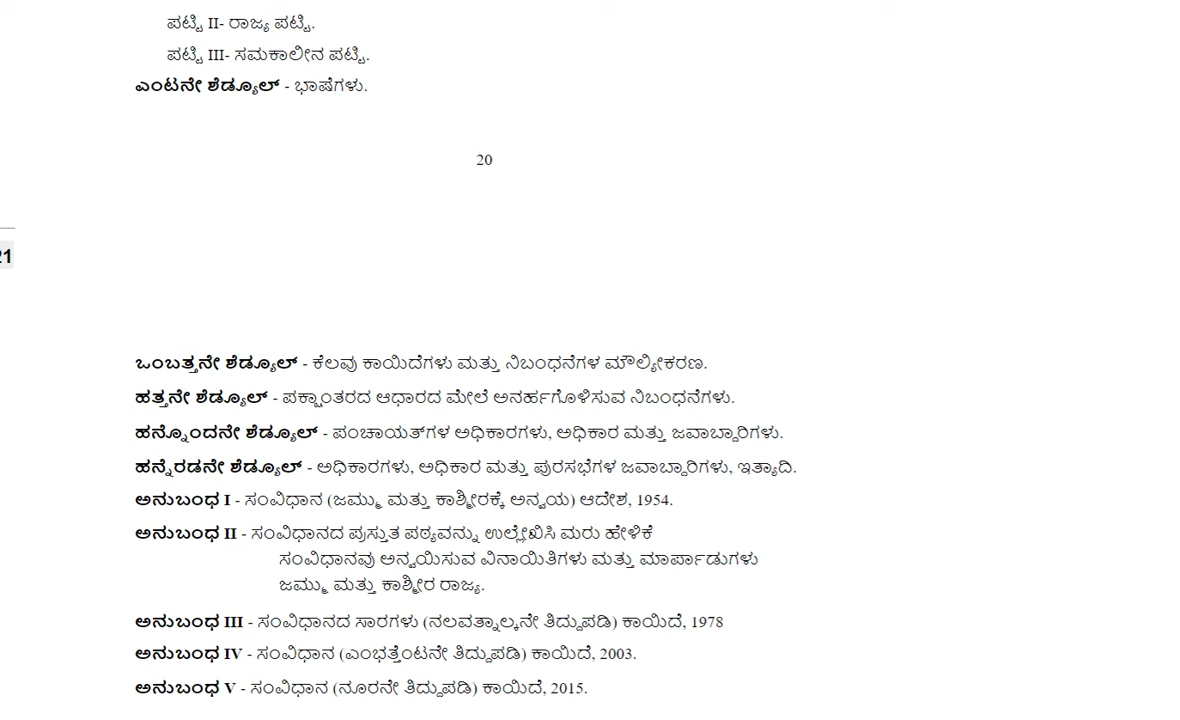 ಪಟ್ಟಿ II- ರಾಜ್ಯ ಪಟ್ಟಿ.
ಪಟ್ಟಿ III- ಸಮಕಾಲೀನ ಪಟ್ಟಿ.
ಎಂಟನೇ ಶೆಡ್ಯೂಲ್ - ಭಾಷೆಗಳು.
20
21
ಒಂಬತ್ತನೇ ಶೆಡ್ಯೂಲ್ - ಕೆಲವು ಕಾಯಿದೆಗಳು ಮತ್ತು ನಿಬಂಧನೆಗಳ ಮೌಲ್ಯೀಕರಣ.
ಹತ್ತನೇ ಶೆಡ್ಯೂಲ್ - ಪಕ್ಷಾಂತರದ ಆಧಾರದ ಮೇಲೆ ಅನರ್ಹಗೊಳಿಸುವ ನಿಬಂಧನೆಗಳು.
ಹನ್ನೊಂದನೇ ಶೆಡ್ಯೂಲ್ - ಪಂಚಾಯತ್‌ಗಳ ಅಧಿಕಾರಗಳು, ಅಧಿಕಾರ ಮತ್ತು ಜವಾಬ್ದಾರಿಗಳು.
ಹನ್ನೆರಡನೇ ಶೆಡ್ಯೂಲ್ - ಅಧಿಕಾರಗಳು, ಅಧಿಕಾರ ಮತ್ತು ಪುರಸಭೆಗಳ ಜವಾಬ್ದಾರಿಗಳು, ಇತ್ಯಾದಿ.
ಅನುಬಂಧ I - ಸಂವಿಧಾನ (ಜಮ್ಮು ಮತ್ತು ಕಾಶ್ಮೀರಕ್ಕೆ ಅನ್ವಯ) ಆದೇಶ, 1954.
ಅನುಬಂಧ II - ಸಂವಿಧಾನದ ಪ್ರಸ್ತುತ ಪಠ್ಯವನ್ನು ಉಲ್ಲೇಖಿಸಿ ಮರು ಹೇಳಿಕೆ
ಸಂವಿಧಾನವು ಅನ್ವಯಿಸುವ ವಿನಾಯಿತಿಗಳು ಮತ್ತು ಮಾರ್ಪಾಡುಗಳು
ಜಮ್ಮು ಮತ್ತು ಕಾಶ್ಮೀರ ರಾಜ್ಯ.
ಅನುಬಂಧ III - ಸಂವಿಧಾನದ ಸಾರಗಳು (ನಲವತ್ನಾಲ್ಕನೇ ತಿದ್ದುಪಡಿ) ಕಾಯಿದೆ, 1978
ಅನುಬಂಧ IV - ಸಂವಿಧಾನ (ಎಂಭತ್ತೆಂಟನೇ ತಿದ್ದುಪಡಿ) ಕಾಯಿದೆ, 2003.
ಅನುಬಂಧ V - ಸಂವಿಧಾನ (ನೂರನೇ ತಿದ್ದುಪಡಿ) ಕಾಯಿದೆ, 2015.